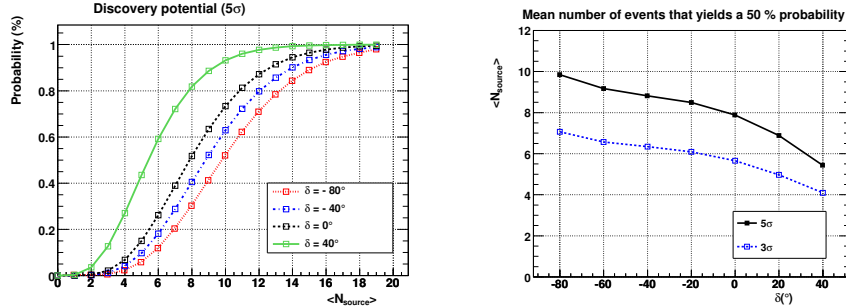 Discovery potential (5σ)
Probability (%)
1
0.8
0.6
0.4
0.2
0
0 2 4 6 8 10 12 14 16 18 20
<N_source>
δ = - 80°
δ = - 40°
δ = 0°
δ = 40°
Mean number of events that yields a 50 % probability
<N_source>
12
10
8
6
4
2
0
-80 -60 -40 -20 0 20 40
δ(°)
5σ
3σ